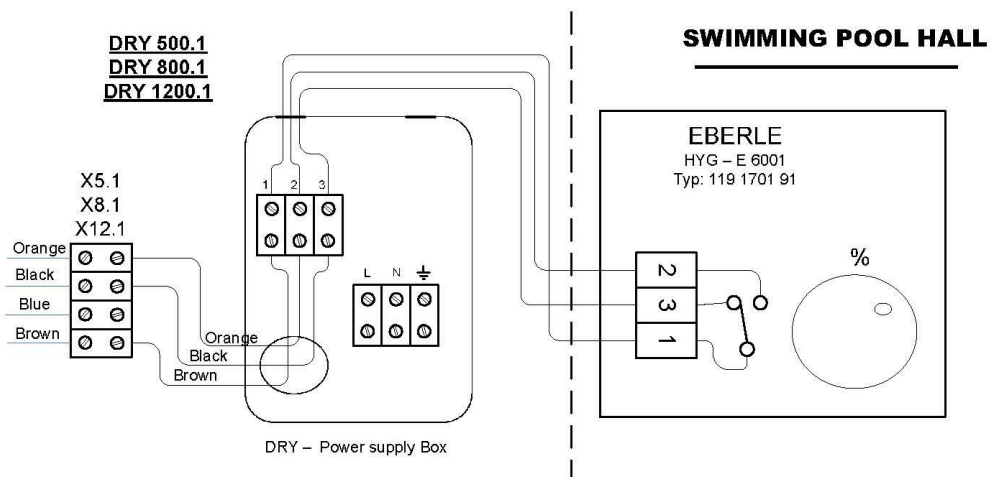 DRY 500.1
DRY 800.1
DRY 1200.1
SWIMMING POOL HALL
EBERLE
HYG – E 6001
Typ: 119 1701 91
X5.1
X8.1
X12.1
1 2 3
Orange
Black
Blue
Brown
L N
%
2
3
1
Orange
Black
Brown
DRY – Power supply Box